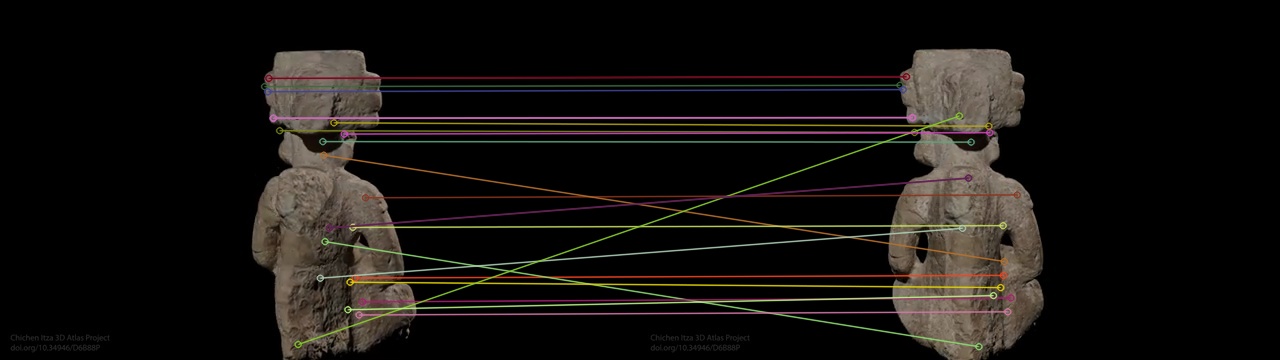 Chichen Itza 3D Atlas Project
doi.org/10.34946/D6B88P
Chichen Itza 3D Atlas Project
doi.org/10.34946/D6B88P